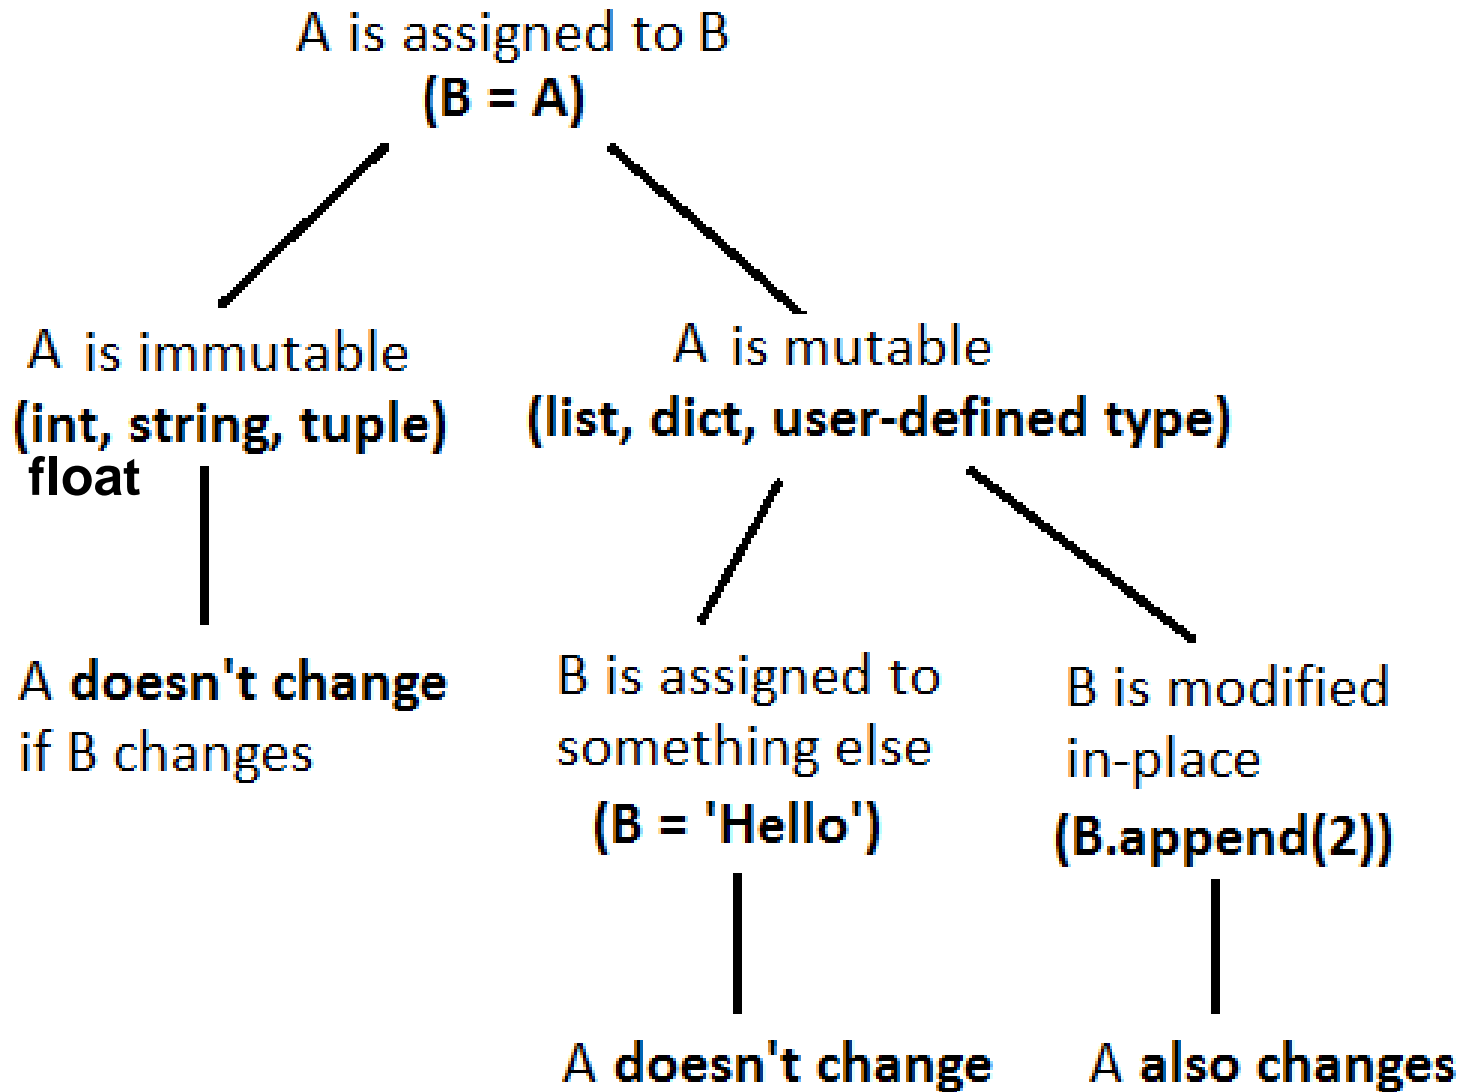 A is assigned to B
(B = A)
A is immutable
(int, string, tuple)
float
A is mutable
(list, dict, user-defined type)
A doesn't change
if B changes
B is assigned to
something else
(B = 'Hello')
B is modified
in-place
(B.append(2))
A doesn't change
A also changes